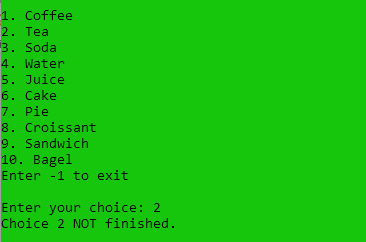 1. Coffee
2. Tea
3. Soda
4. Water
5. Juice
6. Cake
7. Pie
8. Croissant
9. Sandwich
10. Bagel
Enter -1 to exit
Enter your choice: 2
Choice 2 NOT finished.